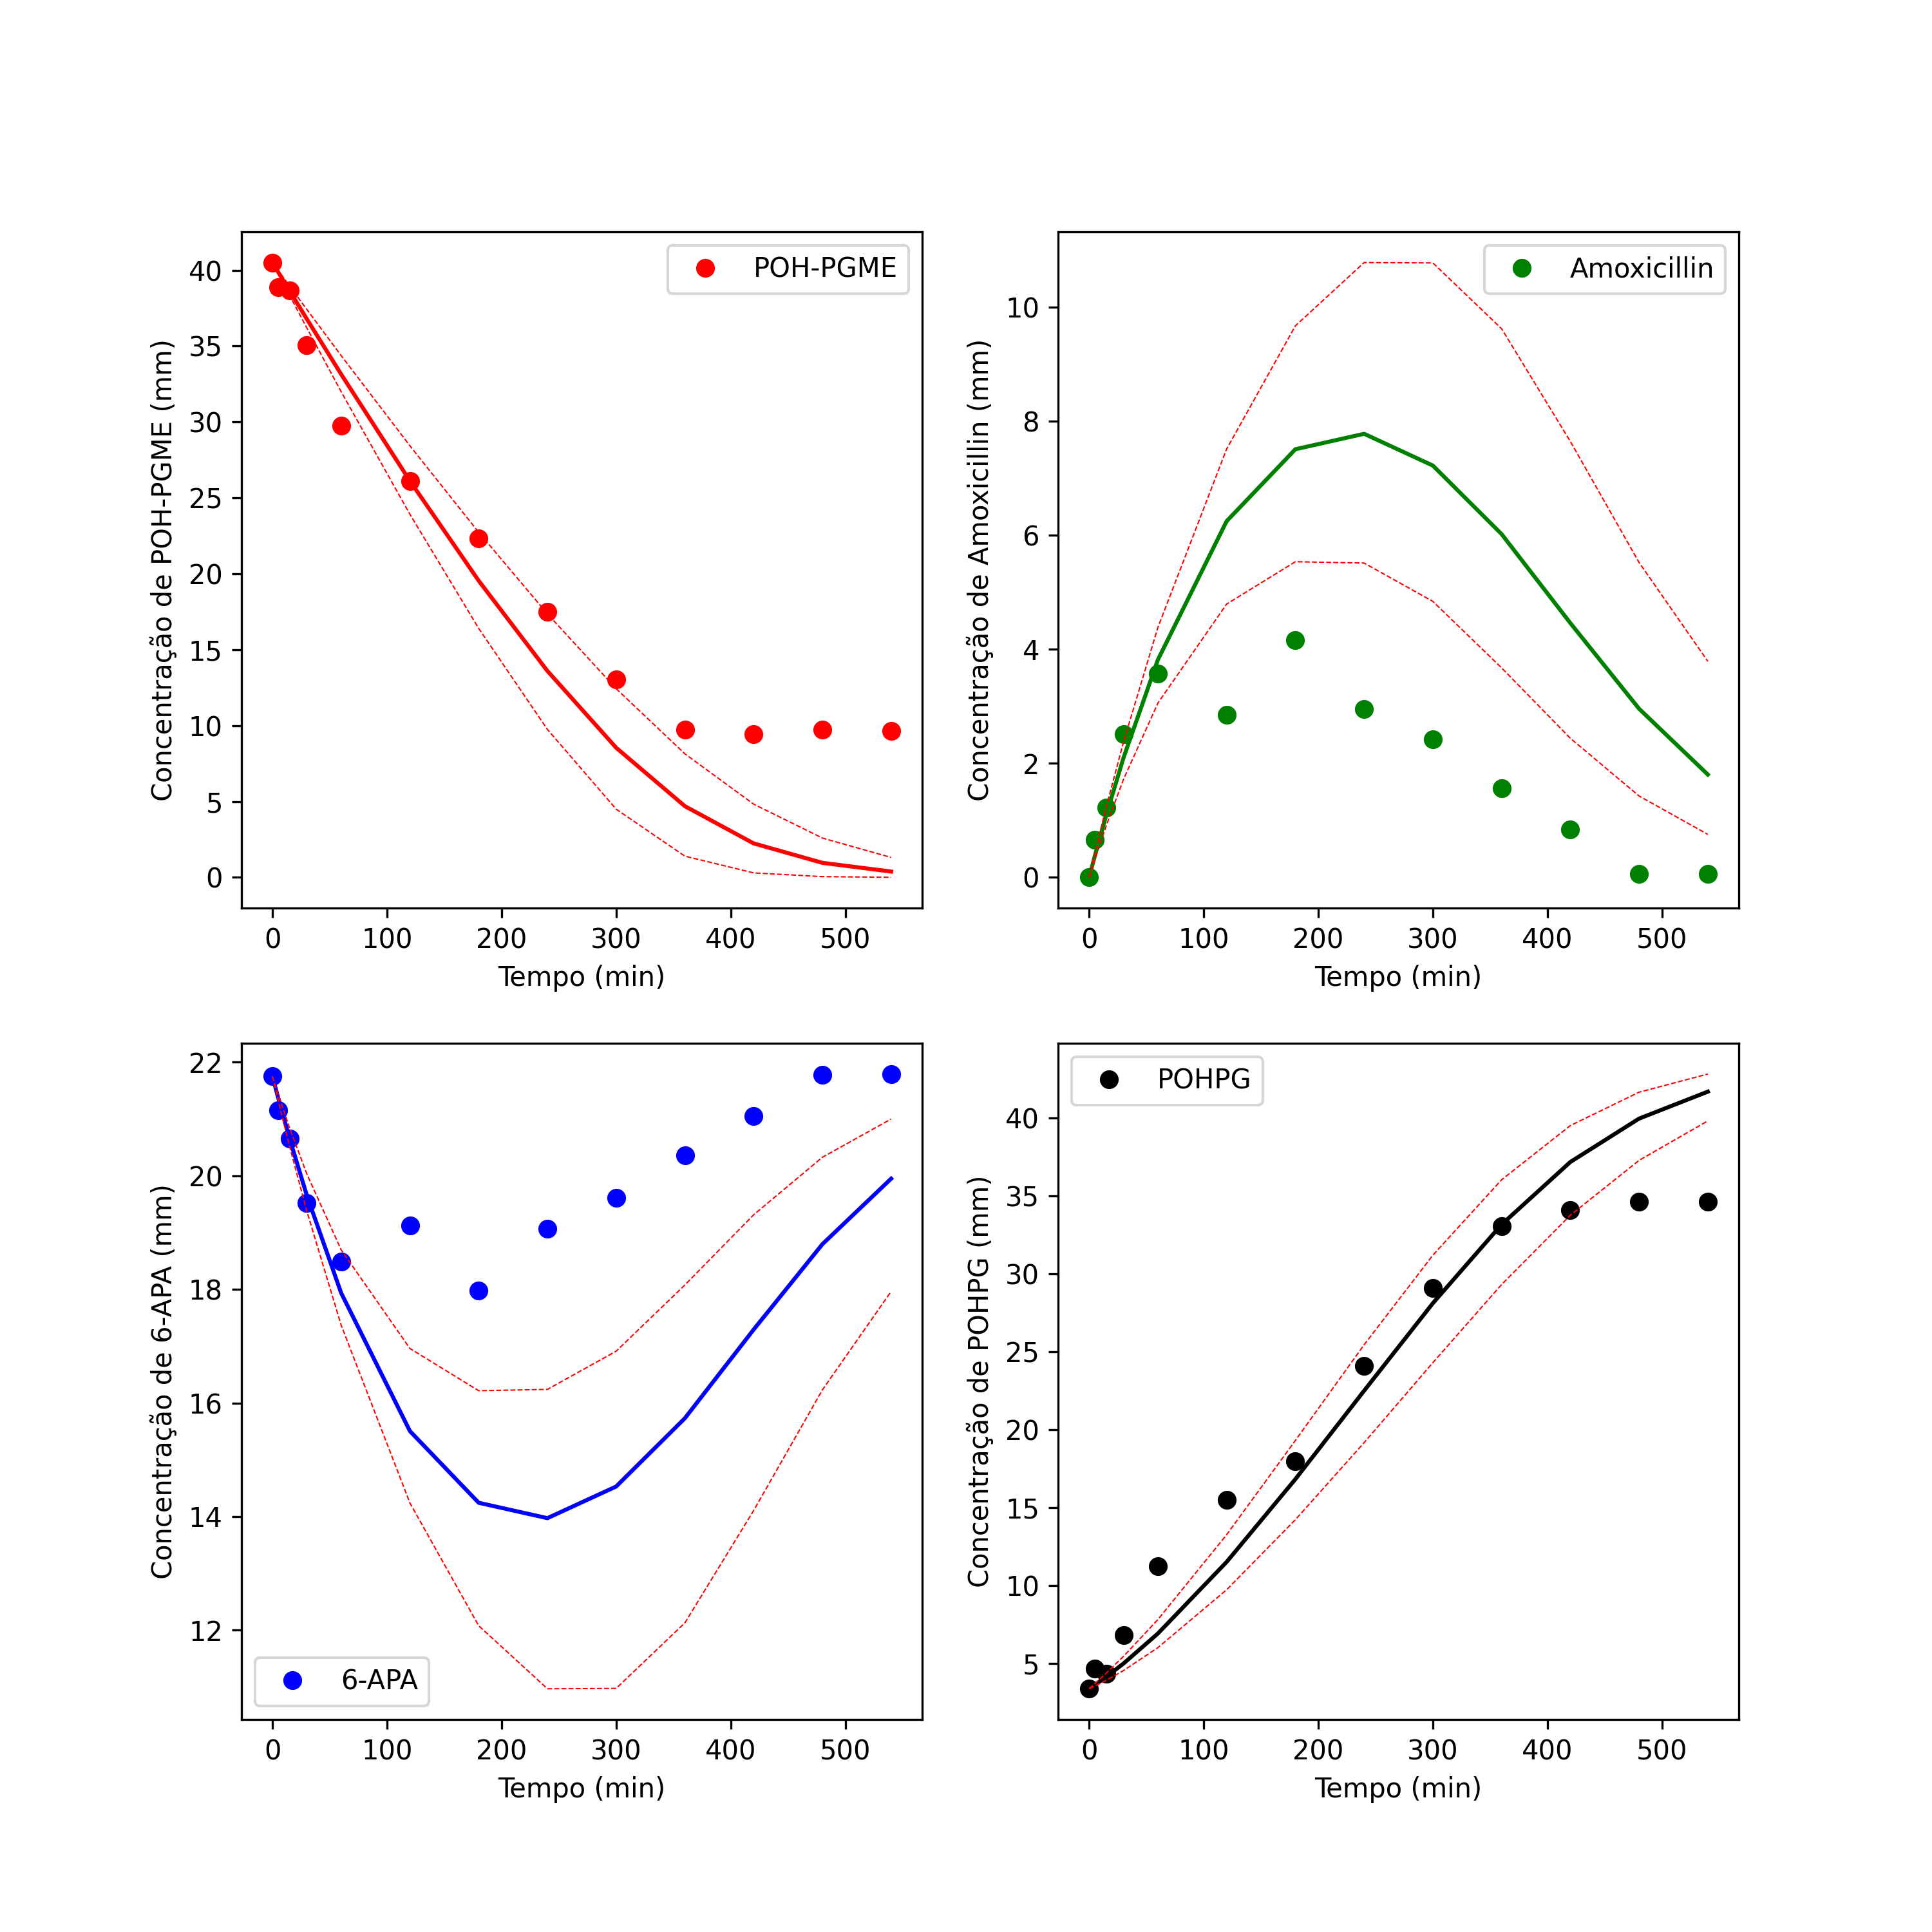 POH-PGME
Concentração de POH-PGME (mm)
40
35
30
25
20
15
10
5
0
0 100 200 300 400 500
Tempo (min)
Amoxicillin
Concentração de Amoxicillin (mm)
10
8
6
4
2
0
0 100 200 300 400 500
Tempo (min)
6-APA
Concentração de 6-APA (mm)
22
20
18
16
14
12
0 100 200 300 400 500
Tempo (min)
POHPG
Concentração de POHPG (mm)
40
35
30
25
20
15
10
5
0 100 200 300 400 500
Tempo (min)